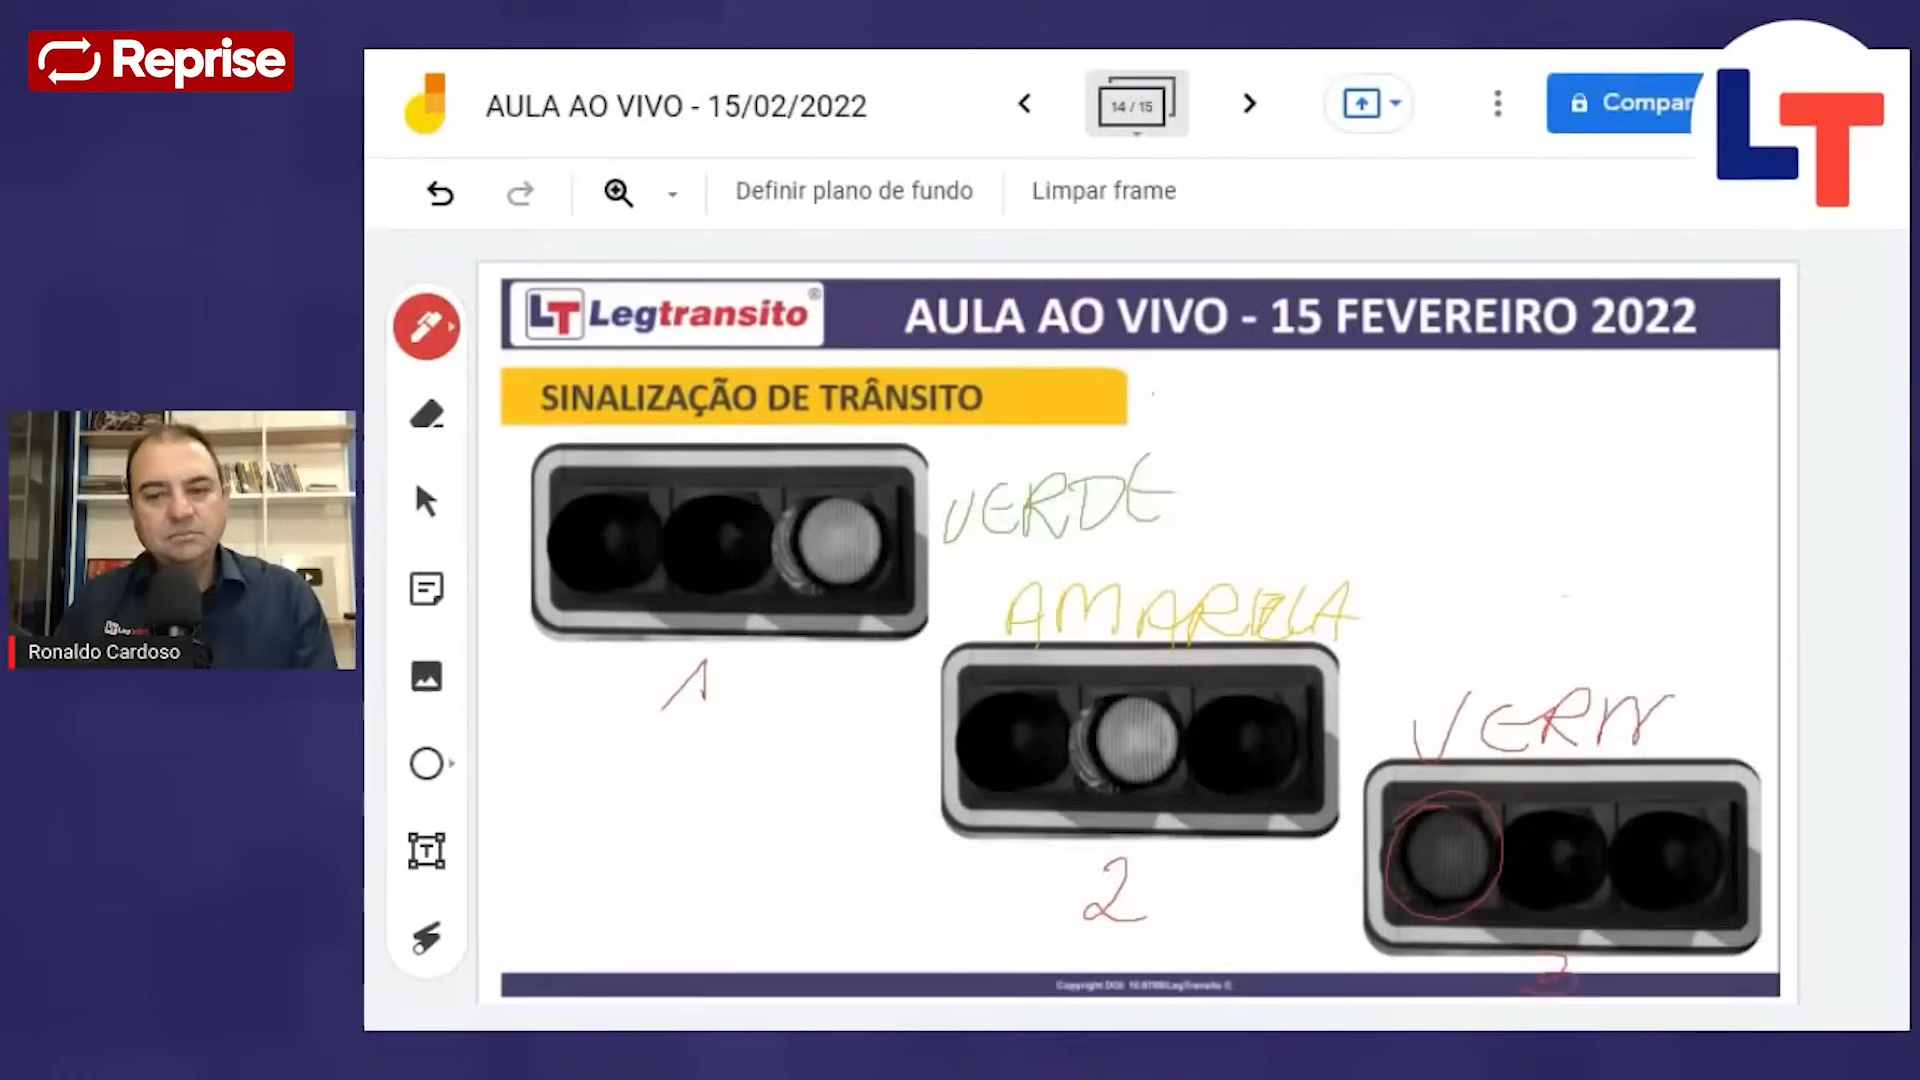 Reprise
AULA AO VIVO - 15/02/2022
14 / 15
Compar
LT
Definir plano de fundo
Limpar frame
LT Legtransito®
AULA AO VIVO - 15 FEVEREIRO 2022
SINALIZAÇÃO DE TRÂNSITO
VERDE
AMARELA
1
VERM
2
3
Ronaldo Cardoso